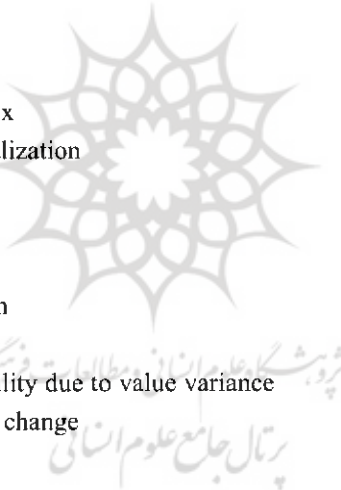 x
lization
n
پژوهشگاه علوم انسانی و مطالعات فرهنگی
lity due to value variance
change
پرتال جامع علوم انسانی